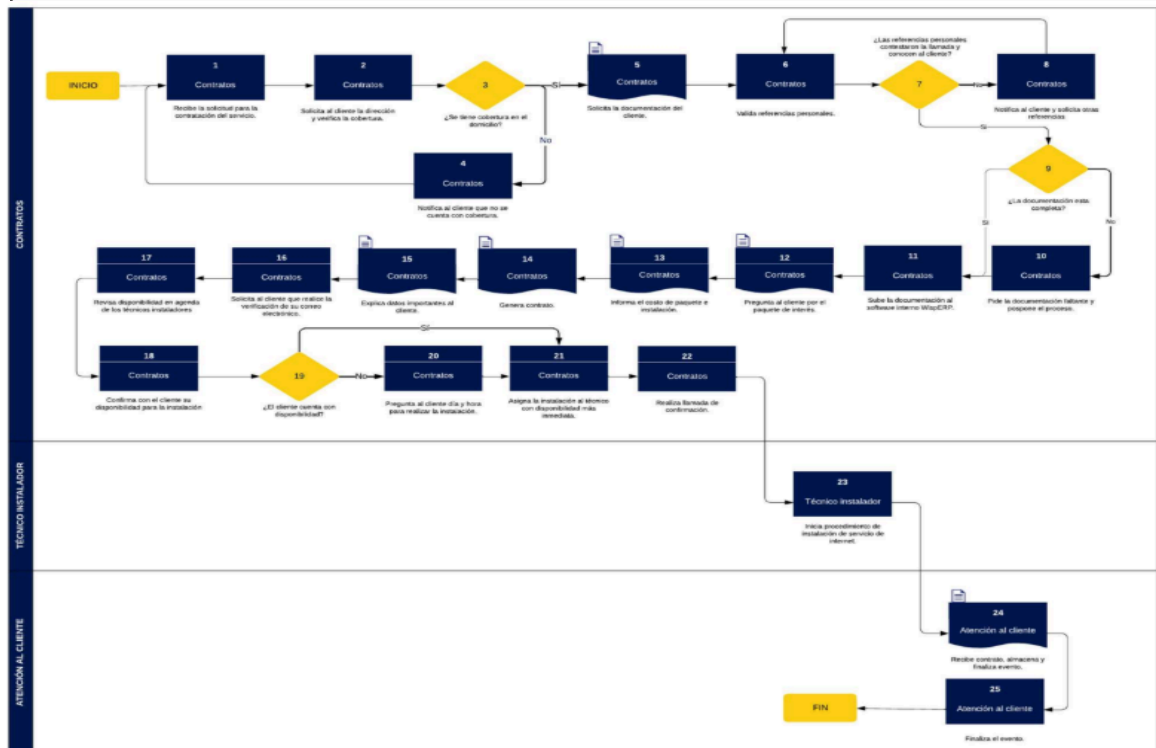 CONTRATOS
INICIO
1
Contratos
Recibe la solicitud para la
contratación del servicio.
2
Contratos
Solicita al cliente la dirección
y verifica la cobertura.
3
¿Se tiene cobertura en el
domicilio?
Si
No
4
Contratos
Notifica al cliente que no se
cuenta con cobertura.
5
Contratos
Solicita la documentación del
cliente.
6
Contratos
Valida referencias personales.
¿Las referencias personales
contestaron la llamada y
conocen al cliente?
7
No
Si
8
Contratos
Notifica al cliente y solicita otras
referencias
9
¿La documentación esta
completa?
Si
No
10
Contratos
Pide la documentación faltante y
pospone el proceso.
11
Contratos
Sube la documentación al
software interno WispERP.
12
Contratos
Pregunta al cliente por el
paquete de interés.
13
Contratos
Informa el costo de paquete e
instalación.
14
Contratos
Genera contrato.
15
Contratos
Explica datos importantes al
cliente.
16
Contratos
Solicita al cliente que realice la
verificación de su correo
electrónico.
17
Contratos
Revisa disponibilidad en agenda
de los técnicos instaladores
18
Contratos
Confirma con el cliente su
disponibilidad para la instalación
19
¿El cliente cuenta con
disponibilidad?
Si
No
20
Contratos
Pregunta al cliente día y hora
para realizar la instalación.
21
Contratos
Asigna la instalación al técnico
con disponibilidad más
inmediata.
22
Contratos
Realiza llamada de
confirmación.
TÉCNICO INSTALADOR
23
Técnico instalador
Inicia procedimiento de
instalación de servicio de
internet.
ATENCIÓN AL CLIENTE
24
Atención al cliente
Recibe contrato, almacena y
finaliza evento.
25
Atención al cliente
Finaliza el evento.
FIN